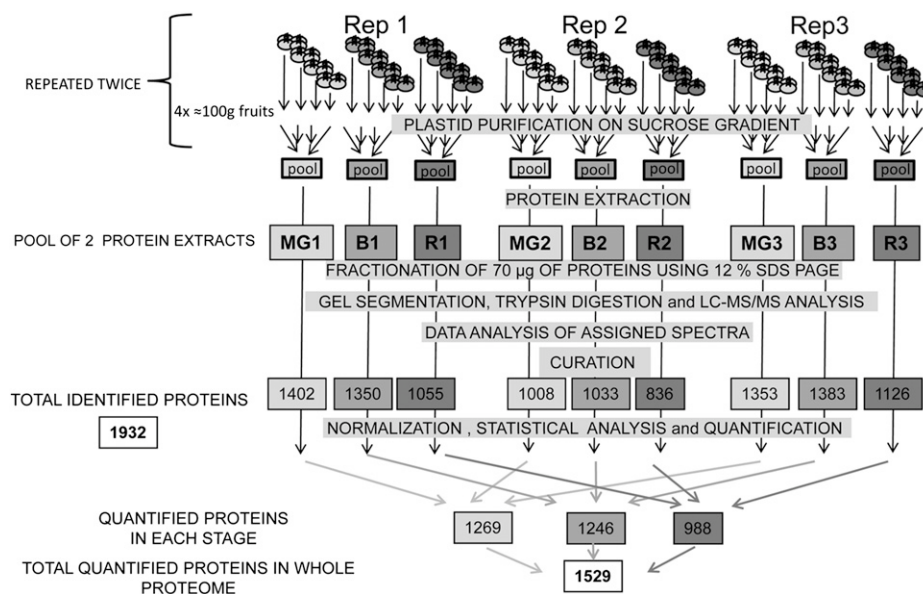 Rep 1 Rep 2 Rep3
REPEATED TWICE
4x ≈100g fruits
PLASTID PURIFICATION ON SUCROSE GRADIENT
pool pool pool pool pool pool pool pool pool
PROTEIN EXTRACTION
POOL OF 2 PROTEIN EXTRACTS MG1 B1 R1 MG2 B2 R2 MG3 B3 R3
FRACTIONATION OF 70 µg OF PROTEINS USING 12 % SDS PAGE
GEL SEGMENTATION, TRYPSIN DIGESTION and LC-MS/MS ANALYSIS
DATA ANALYSIS OF ASSIGNED SPECTRA
CURATION
TOTAL IDENTIFIED PROTEINS 1402 1350 1055 1008 1033 836 1353 1383 1126
1932
NORMALIZATION , STATISTICAL ANALYSIS and QUANTIFICATION
QUANTIFIED PROTEINS
IN EACH STAGE
1269 1246 988
TOTAL QUANTIFIED PROTEINS IN WHOLE
PROTEOME
1529